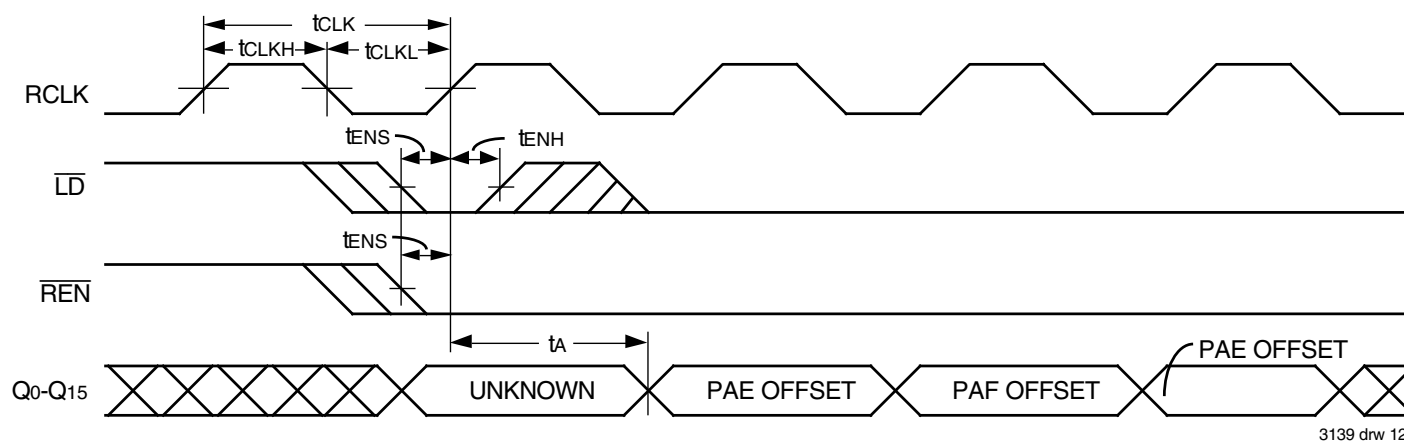 tCLK
tCLKH
tCLKL
RCLK
tENS
tENH
LD
tENS
REN
tA
PAE OFFSET
Q0-Q15
UNKNOWN
PAE OFFSET
PAF OFFSET
3139 drw 12